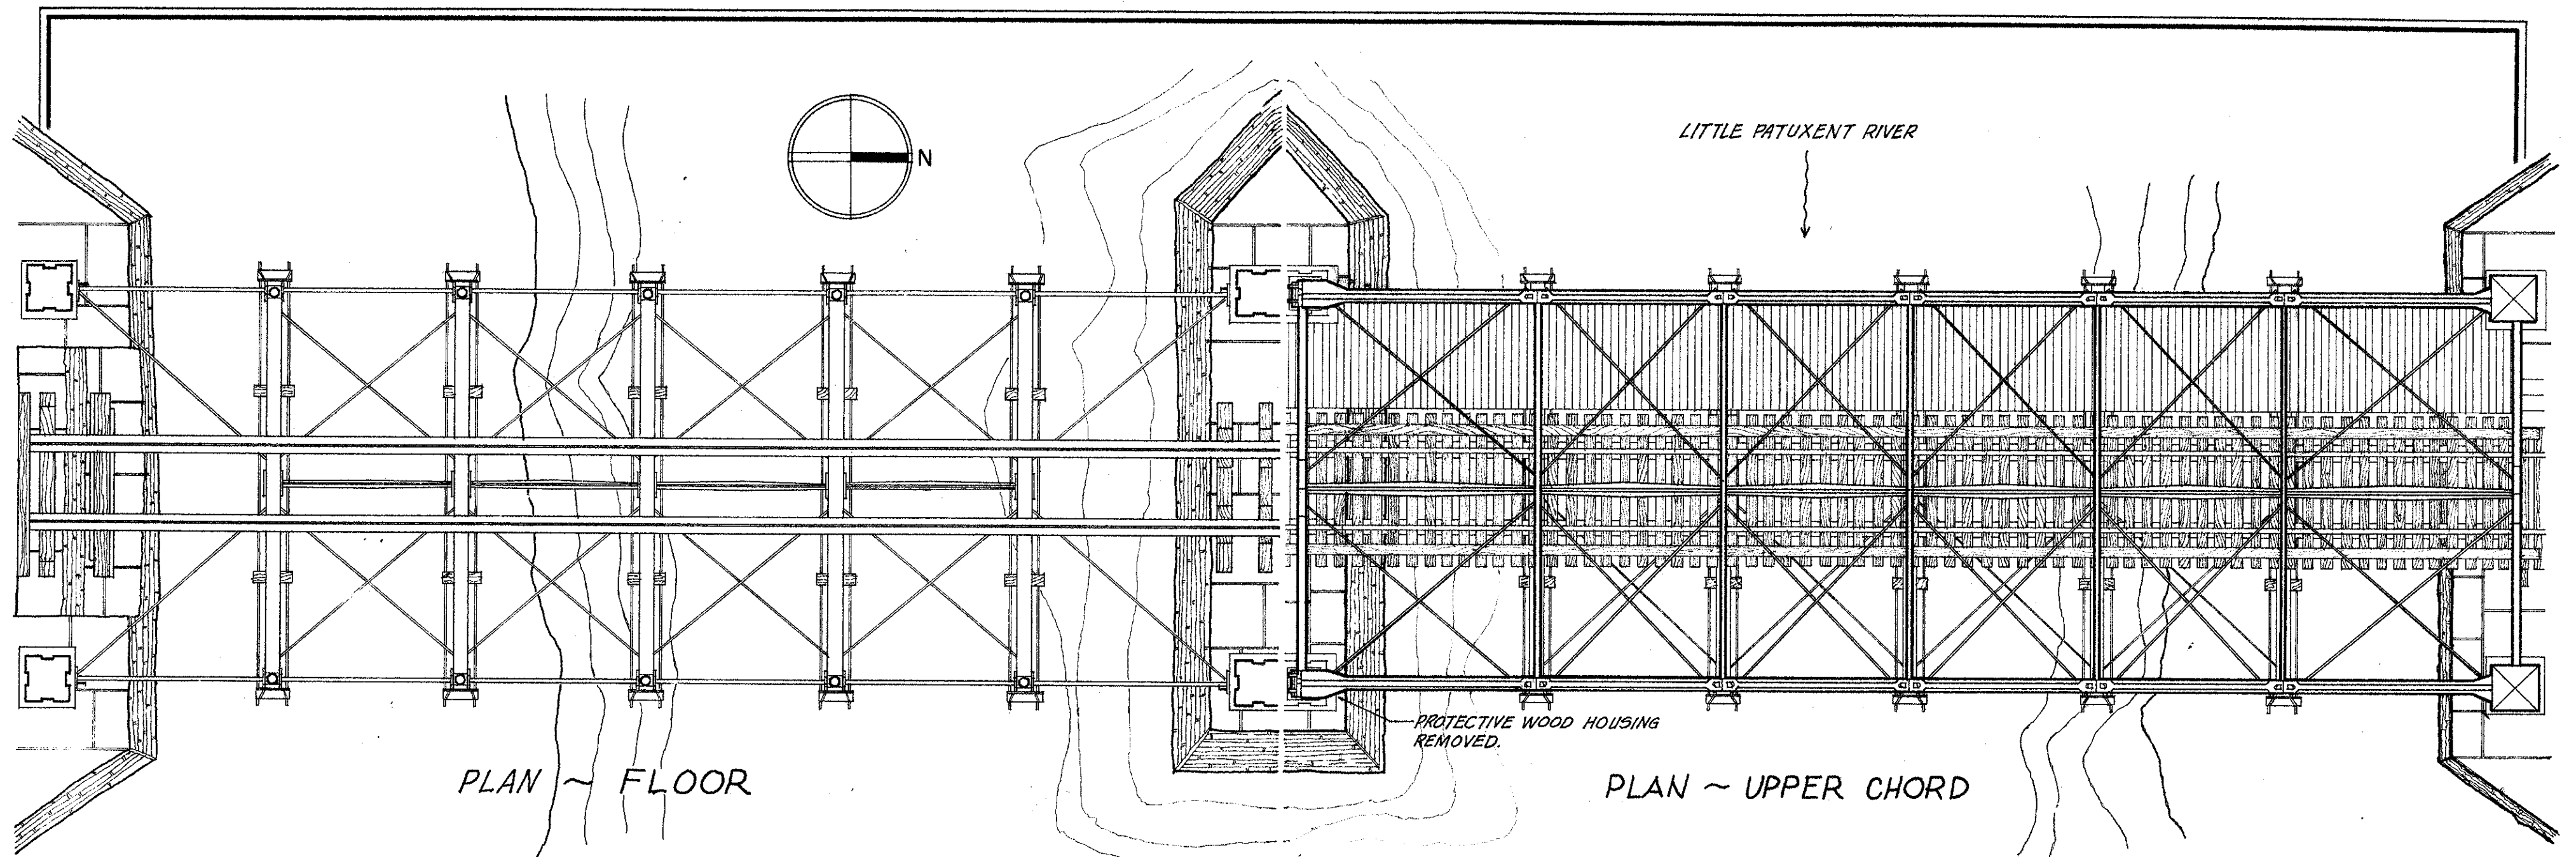 N
LITTLE PATUXENT RIVER
PROTECTIVE WOOD HOUSING
REMOVED.
PLAN ~ FLOOR
PLAN ~ UPPER CHORD